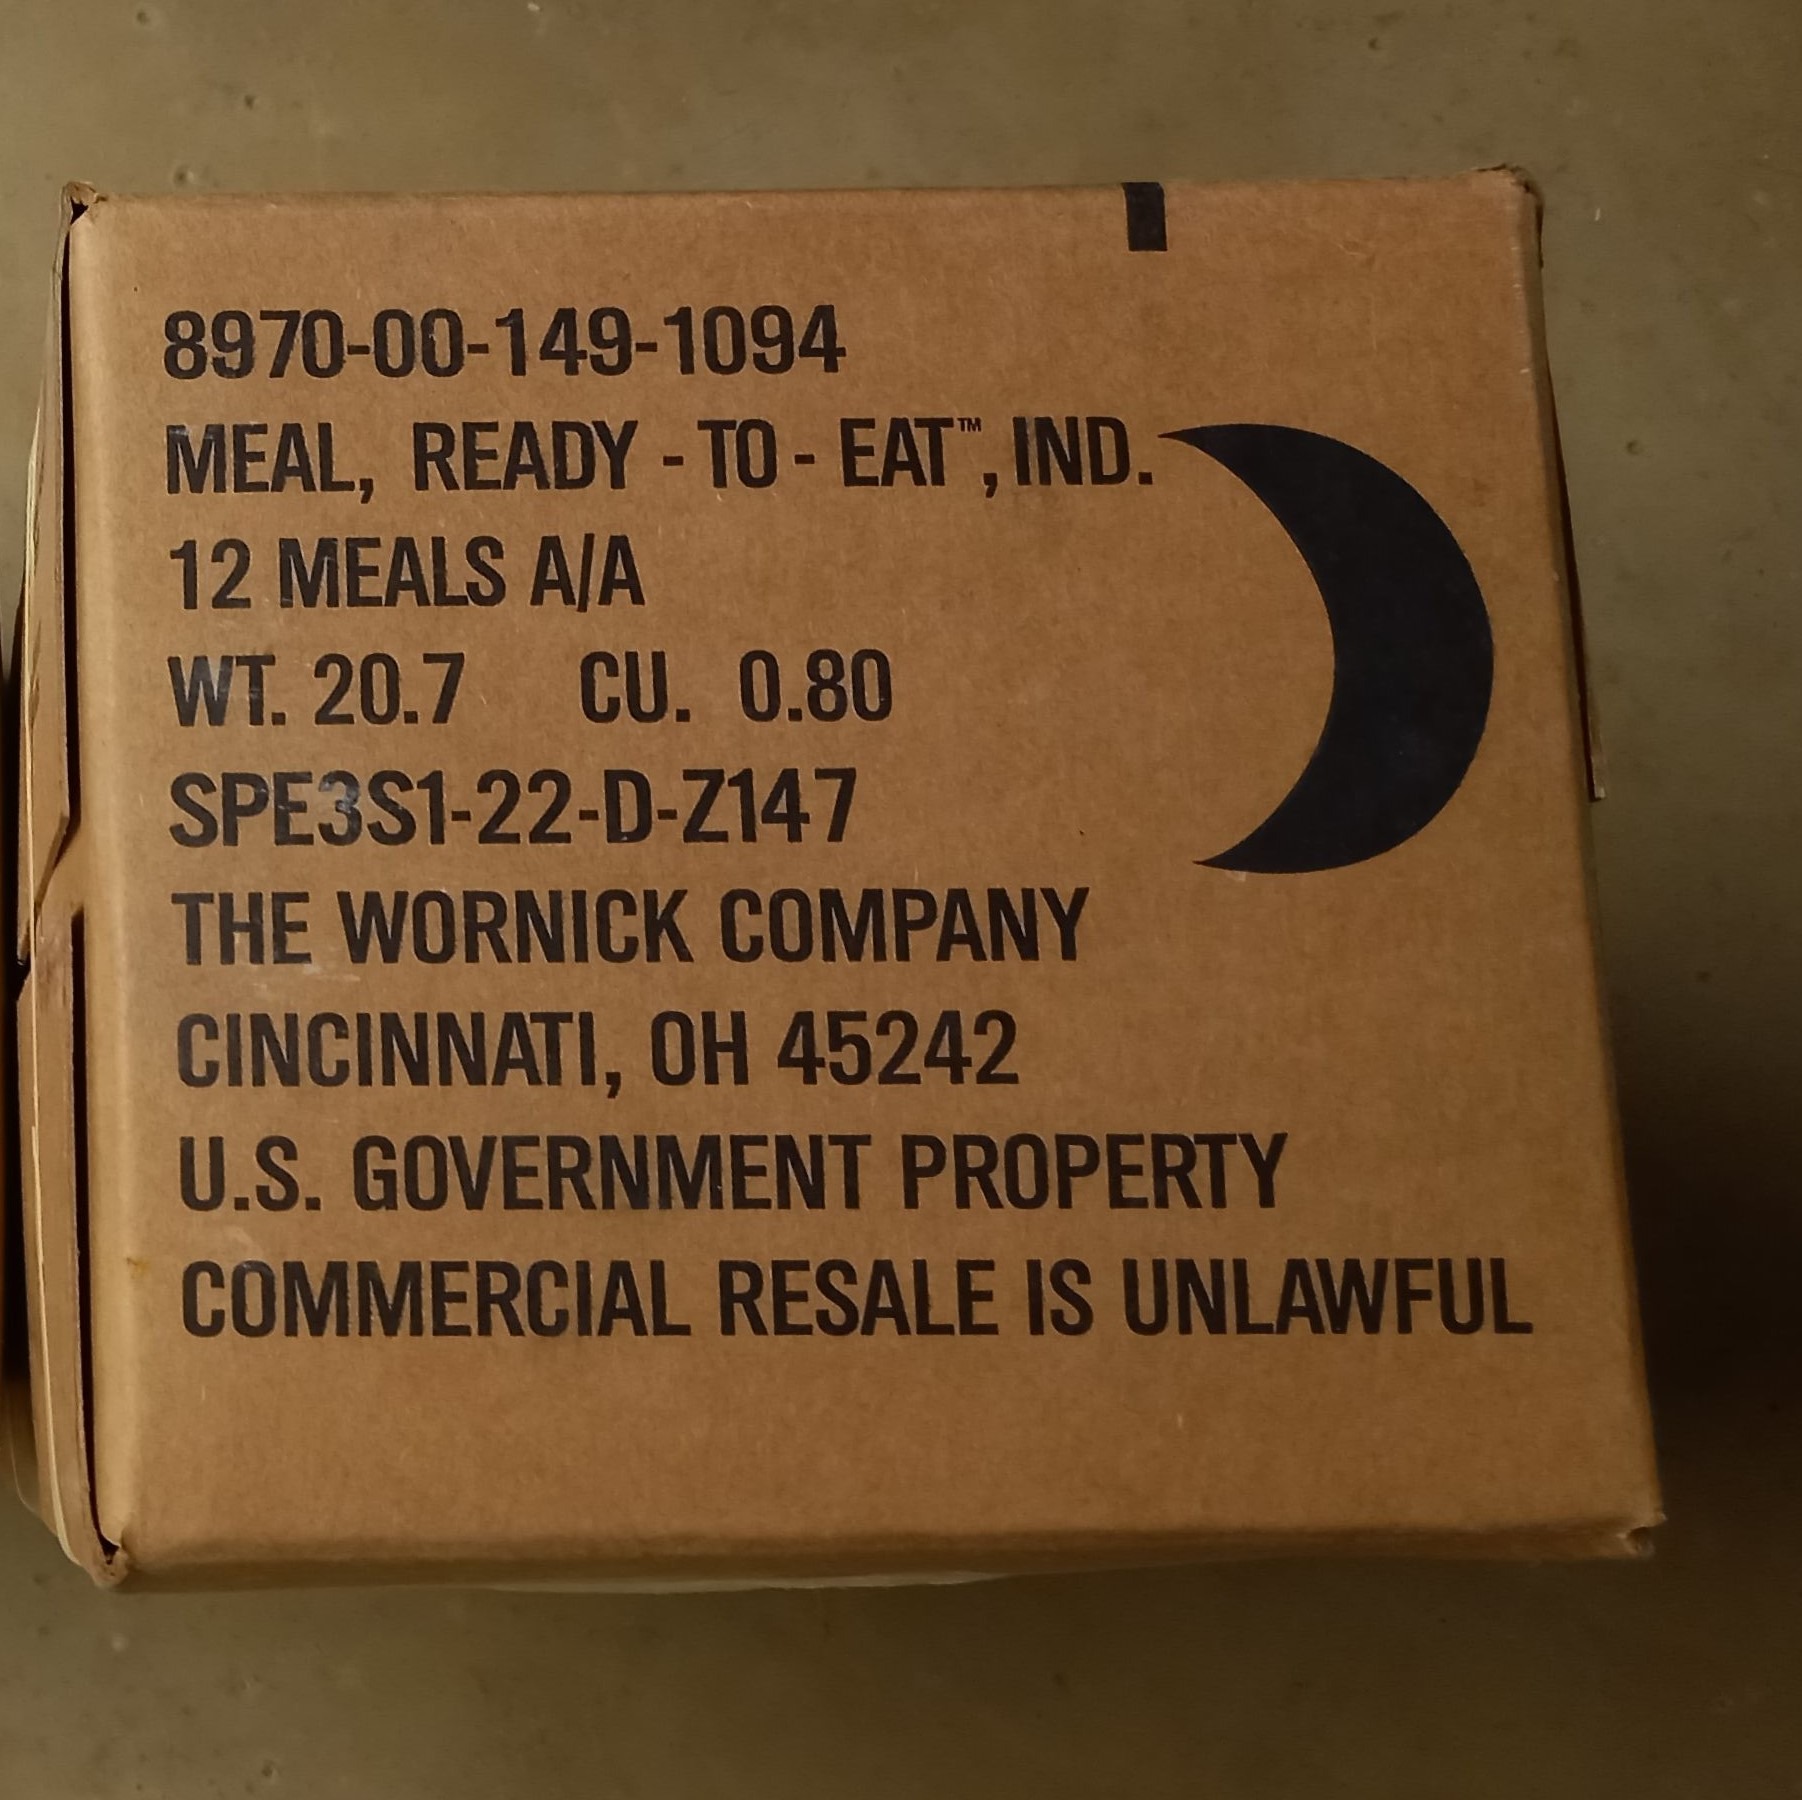 8970-00-149-1094
MEAL, READY - TO - EAT™, IND.
12 MEALS A/A
WT. 20.7 CU. 0.80
SPE3S1-22-D-Z147
THE WORNICK COMPANY
CINCINNATI, OH 45242
U.S. GOVERNMENT PROPERTY
COMMERCIAL RESALE IS UNLAWFUL